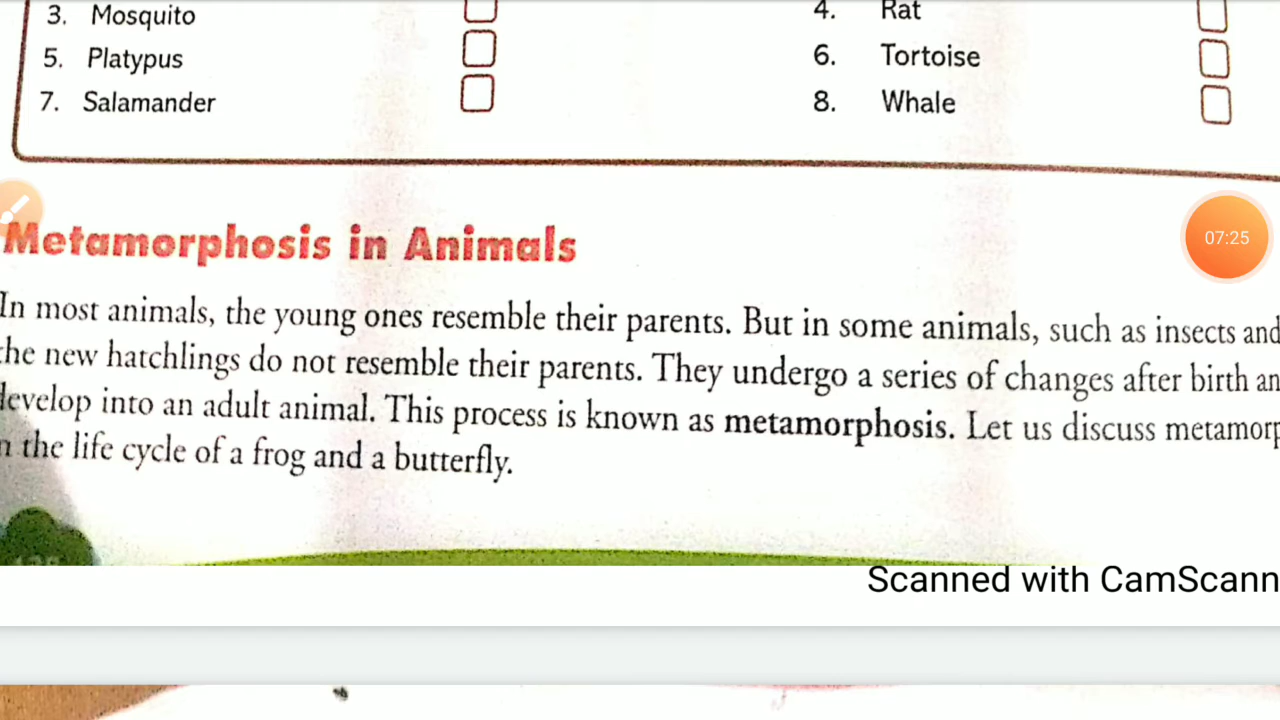 3. Mosquito
4. Rat
5. Platypus
6. Tortoise
7. Salamander
8. Whale
Metamorphosis in Animals
07:25
In most animals, the young ones resemble their parents. But in some animals, such as insects and
the new hatchlings do not resemble their parents. They undergo a series of changes after birth an
develop into an adult animal. This process is known as metamorphosis. Let us discuss metamorp
n the life cycle of a frog and a butterfly.
Scanned with CamScann